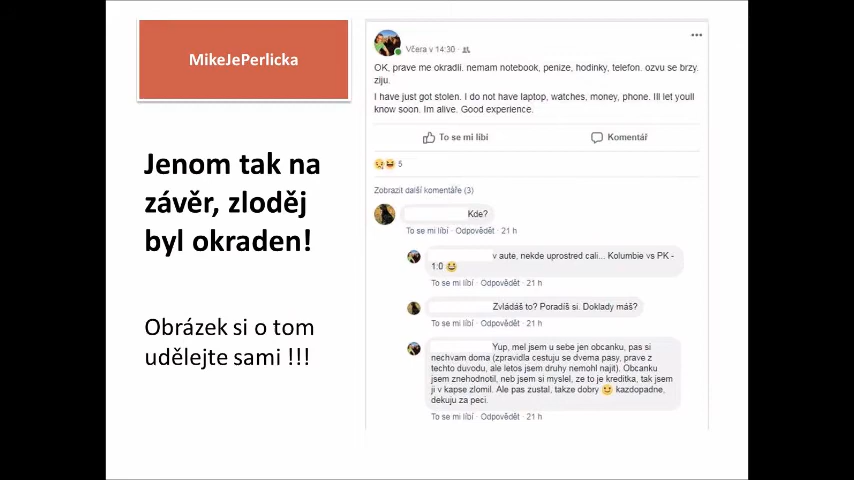 MikeJePerlicka
Jenom tak na
závěr, zloděj
byl okraden!
Obrázek si o tom
udělejte sami !!!
Včera v 14:30 ·
OK, prave me okradli. nemam notebook, penize, hodinky, telefon. ozvu se brzy.
ziju.
I have just got stolen. I do not have laptop, watches, money, phone. Ill let youll
know soon. Im alive. Good experience.
To se mi líbí
Komentář
5
Zobrazit další komentáře (3)
Kde?
To se mi líbí · Odpovědět · 21 h
v aute, nekde uprostred cali... Kolumbie vs PK -
1:0 😄
To se mi líbí · Odpovědět · 21 h
Zvládáš to? Poradíš si. Doklady máš?
To se mi líbí · Odpovědět · 21 h
Yup, mel jsem u sebe jen obcanku, pas si
nechvam doma (zpravidla cestuju se dvema pasy, prave z
techto duvodu, ale letos jsem druhy nemohl najit). Obcanku
jsem znehodnotil, neb jsem si myslel, ze to je kreditka, tak jsem
ji v kapse zlomil. Ale pas zustal, takze dobry 😉 kazdopadne,
dekuju za peci.
To se mi líbí · Odpovědět · 21 h